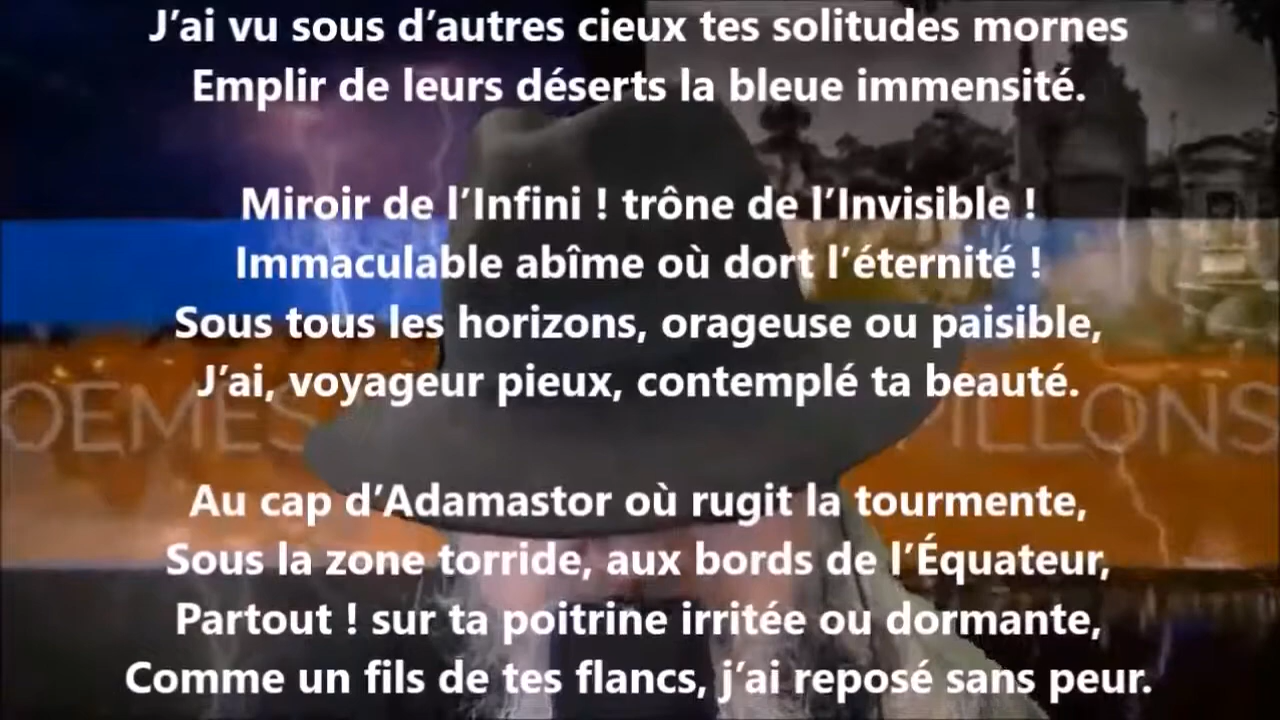 J’ai vu sous d’autres cieux tes solitudes mornes
Emplir de leurs déserts la bleue immensité.
Miroir de l’Infini ! trône de l’Invisible !
Immaculable abîme où dort l’éternité !
Sous tous les horizons, orageuse ou paisible,
J’ai, voyageur pieux, contemplé ta beauté.
OEMES PILLONS
Au cap d’Adamastor où rugit la tourmente,
Sous la zone torride, aux bords de l’Équateur,
Partout ! sur ta poitrine irritée ou dormante,
Comme un fils de tes flancs, j’ai reposé sans peur.